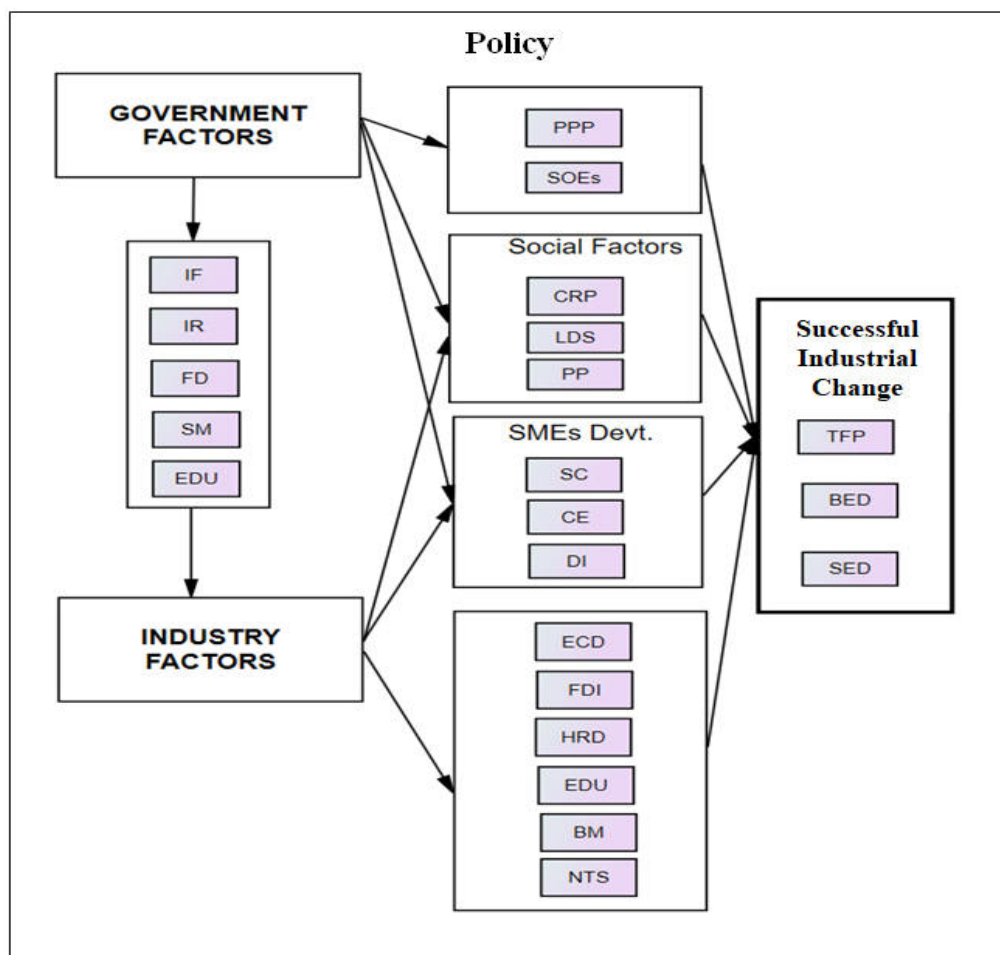 Policy
GOVERNMENT
FACTORS
IF
IR
FD
SM
EDU
INDUSTRY
FACTORS
PPP
SOEs
Social Factors
CRP
LDS
PP
SMEs Devt.
SC
CE
DI
ECD
FDI
HRD
EDU
BM
NTS
Successful
Industrial
Change
TFP
BED
SED